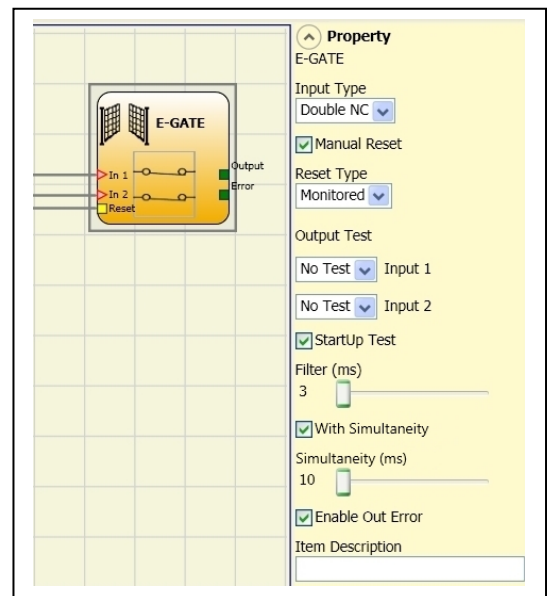 E-GATE
In 1
In 2
Reset
Output
Error
Property
E-GATE
Input Type
Double NC
Manual Reset
Reset Type
Monitored
Output Test
No Test Input 1
No Test Input 2
StartUp Test
Filter (ms)
3
With Simultaneity
Simultaneity (ms)
10
Enable Out Error
Item Description